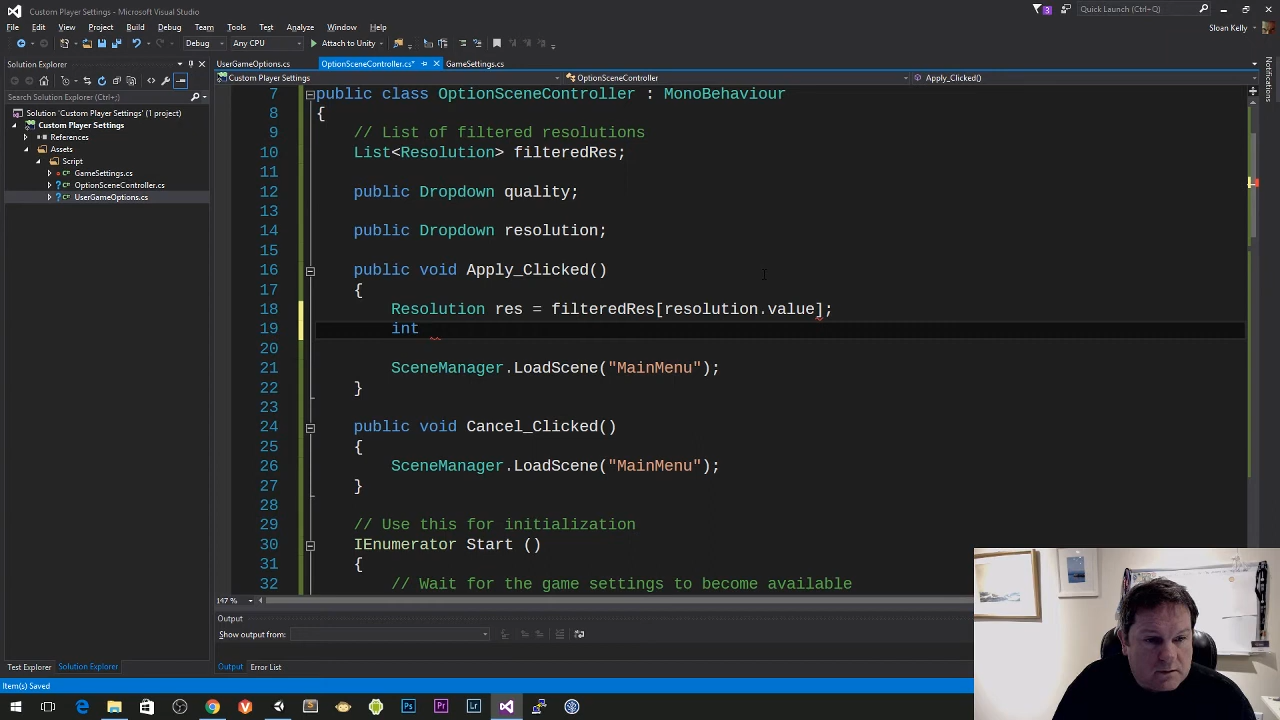 Custom Player Settings - Microsoft Visual Studio
3
Quick Launch (Ctrl+Q)
File Edit View Project Build Debug Team Tools Test Analyze Window Help
Sloan Kelly
Debug Any CPU Attach to Unity
Solution Explorer
UserGameOptions.cs OptionSceneController.cs* GameSettings.cs
Custom Player Settings OptionSceneController Apply_Clicked()
Search Solution Explorer (Ctrl+;)
Solution 'Custom Player Settings' (1 project)
Custom Player Settings
References
Assets
Script
GameSettings.cs
OptionSceneController.cs
UserGameOptions.cs
Notifications
7 public class OptionSceneController : MonoBehaviour
8 {
9 // List of filtered resolutions
10 List<Resolution> filteredRes;
11
12 public Dropdown quality;
13
14 public Dropdown resolution;
15
16 public void Apply_Clicked()
17 {
18 Resolution res = filteredRes[resolution.value];
19 int
20
21 SceneManager.LoadScene("MainMenu");
22 }
23
24 public void Cancel_Clicked()
25 {
26 SceneManager.LoadScene("MainMenu");
27 }
28
29 // Use this for initialization
30 IEnumerator Start ()
31 {
32 // Wait for the game settings to become available
147 %
Output
Show output from:
Test Explorer Solution Explorer Output Error List
Item(s) Saved
Ps Pr Lr